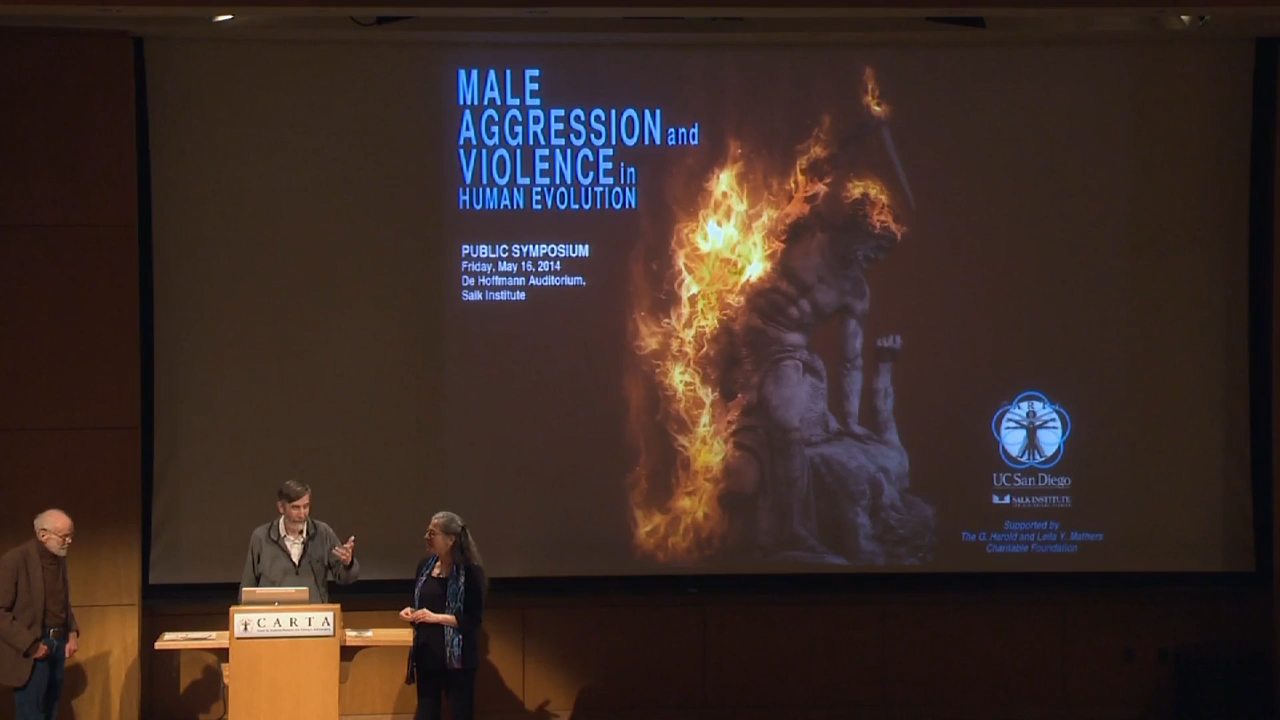 MALE
AGGRESSION and
VIOLENCE in
HUMAN EVOLUTION
PUBLIC SYMPOSIUM
Friday, May 16, 2014
De Hoffmann Auditorium,
Salk Institute
CARTA
UC San Diego
SALK INSTITUTE
Supported by
The G. Harold and Leila Y. Mathers
Charitable Foundation
CARTA